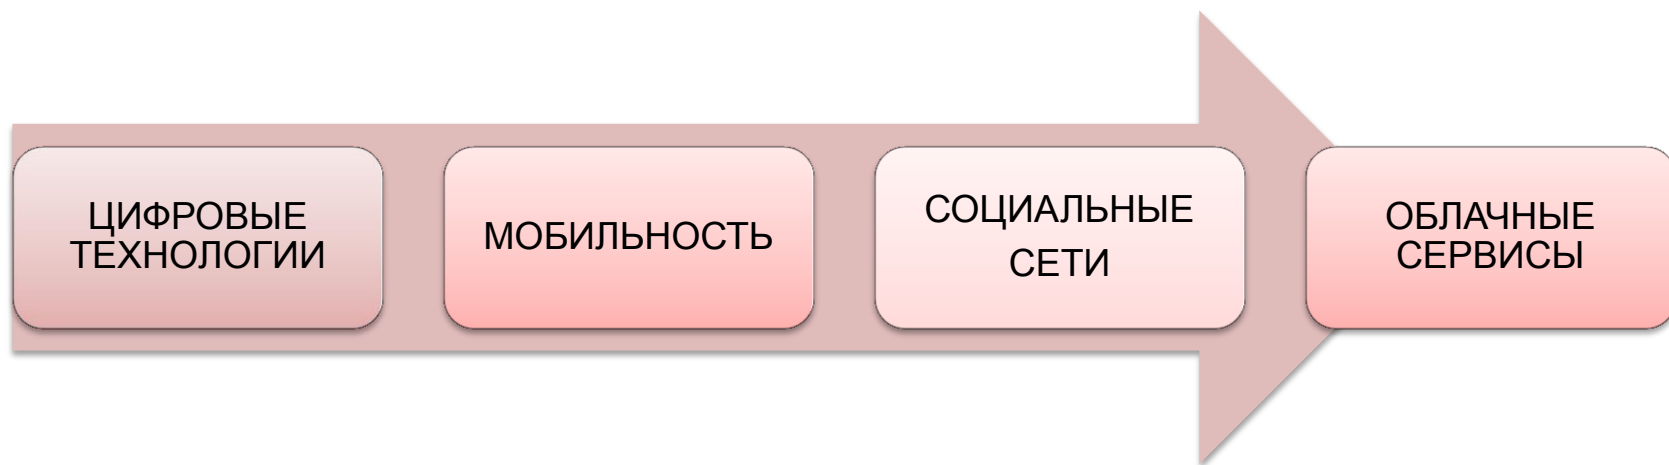 ЦИФРОВЫЕ
ТЕХНОЛОГИИ
МОБИЛЬНОСТЬ
СОЦИАЛЬНЫЕ
СЕТИ
ОБЛАЧНЫЕ
СЕРВИСЫ